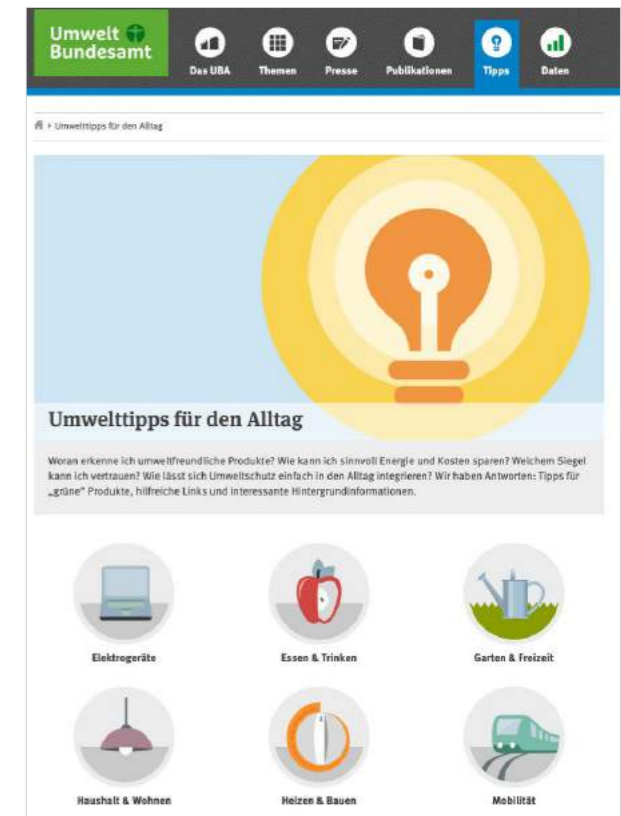 Umwelt
Bundesamt
Das UBA
Themen
Presse
Publikationen
Tipps
Daten
Umwelttipps für den Alltag
Umwelttipps für den Alltag
Woran erkenne ich umweltfreundliche Produkte? Wie kann ich sinnvoll Energie und Kosten sparen? Welchem Siegel
kann ich vertrauen? Wie lässt sich Umweltschutz einfach in den Alltag integrieren? Wir haben Antworten: Tipps für
„grüne“ Produkte, hilfreiche Links und interessante Hintergrundinformationen.
Elektrogeräte
Essen & Trinken
Garten & Freizeit
Haushalt & Wohnen
Heizen & Bauen
Mobilität